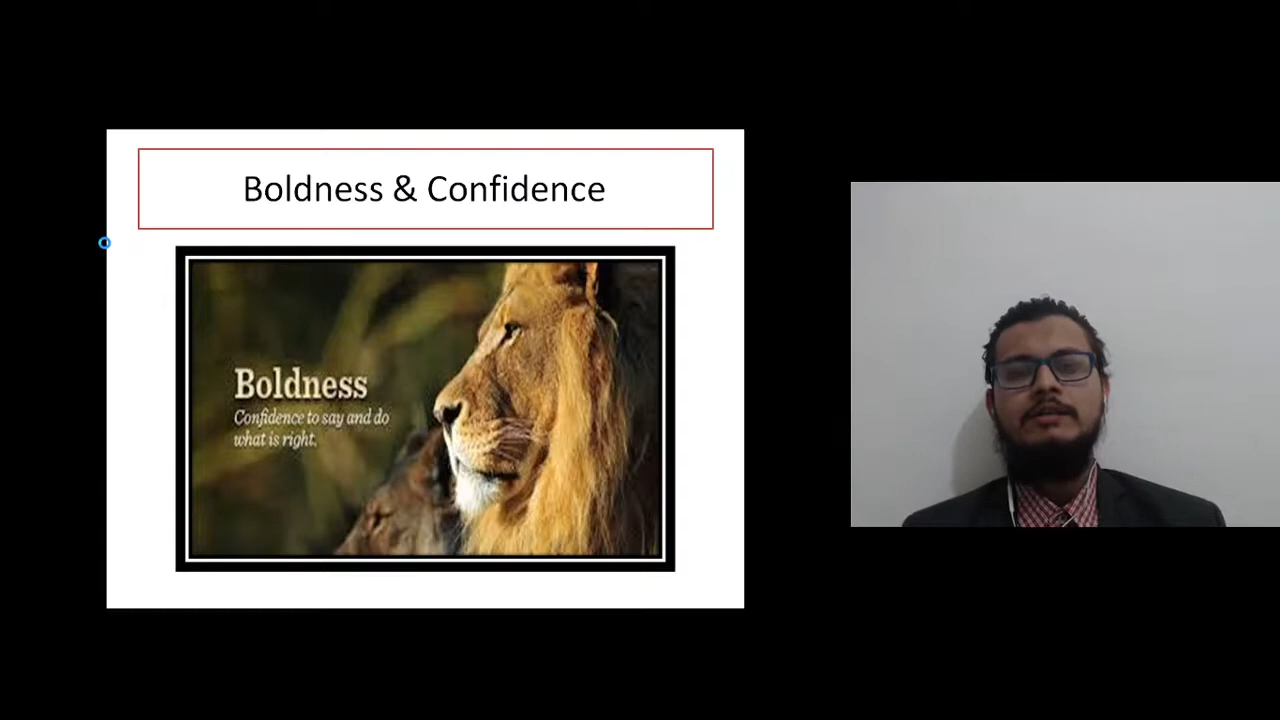 Boldness & Confidence
Boldness
Confidence to say and do
what is right.